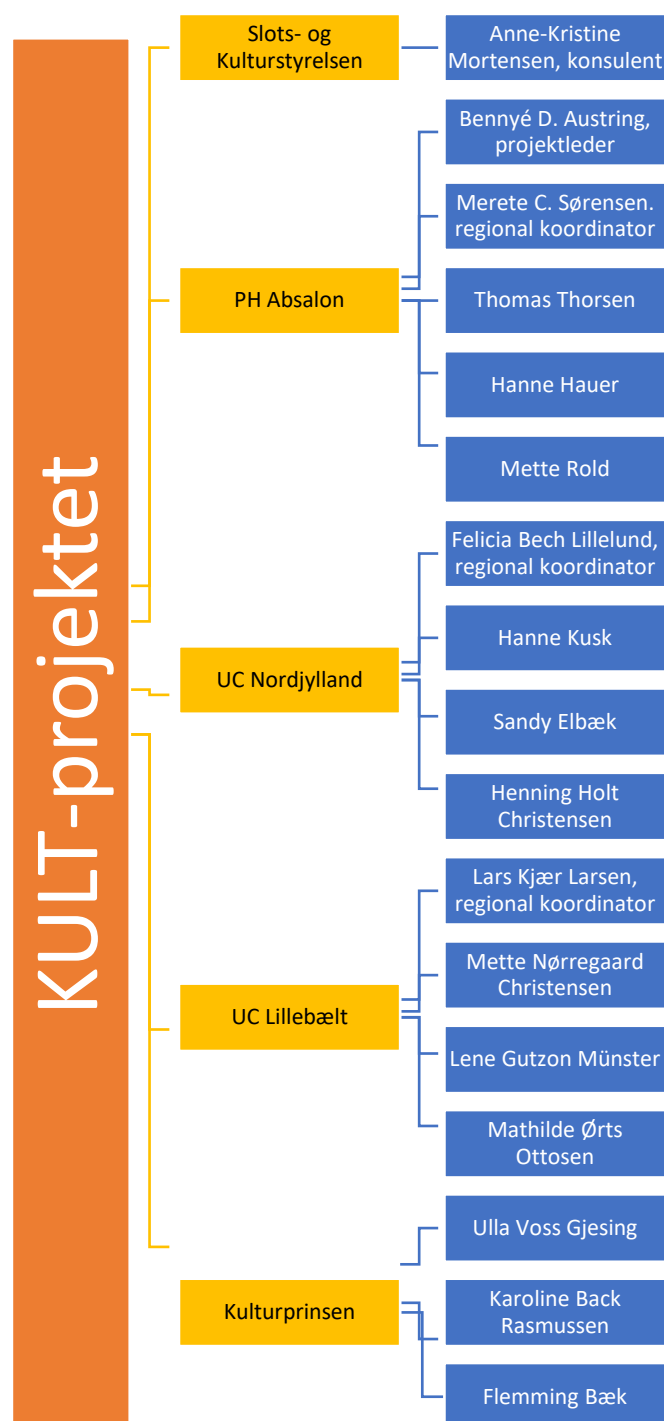 KULT-projektet
Slots- og
Kulturstyrelsen
Anne-Kristine
Mortensen, konsulent
PH Absalon
Bennyé D. Austring,
projektleder
Merete C. Sørensen.
regional koordinator
Thomas Thorsen
Hanne Hauer
Mette Rold
UC Nordjylland
Felicia Bech Lillelund,
regional koordinator
Hanne Kusk
Sandy Elbæk
Henning Holt
Christensen
UC Lillebælt
Lars Kjær Larsen,
regional koordinator
Mette Nørregaard
Christensen
Lene Gutzon Münster
Mathilde Ørts
Ottosen
Kulturprinsen
Ulla Voss Gjesing
Karoline Back
Rasmussen
Flemming Bæk